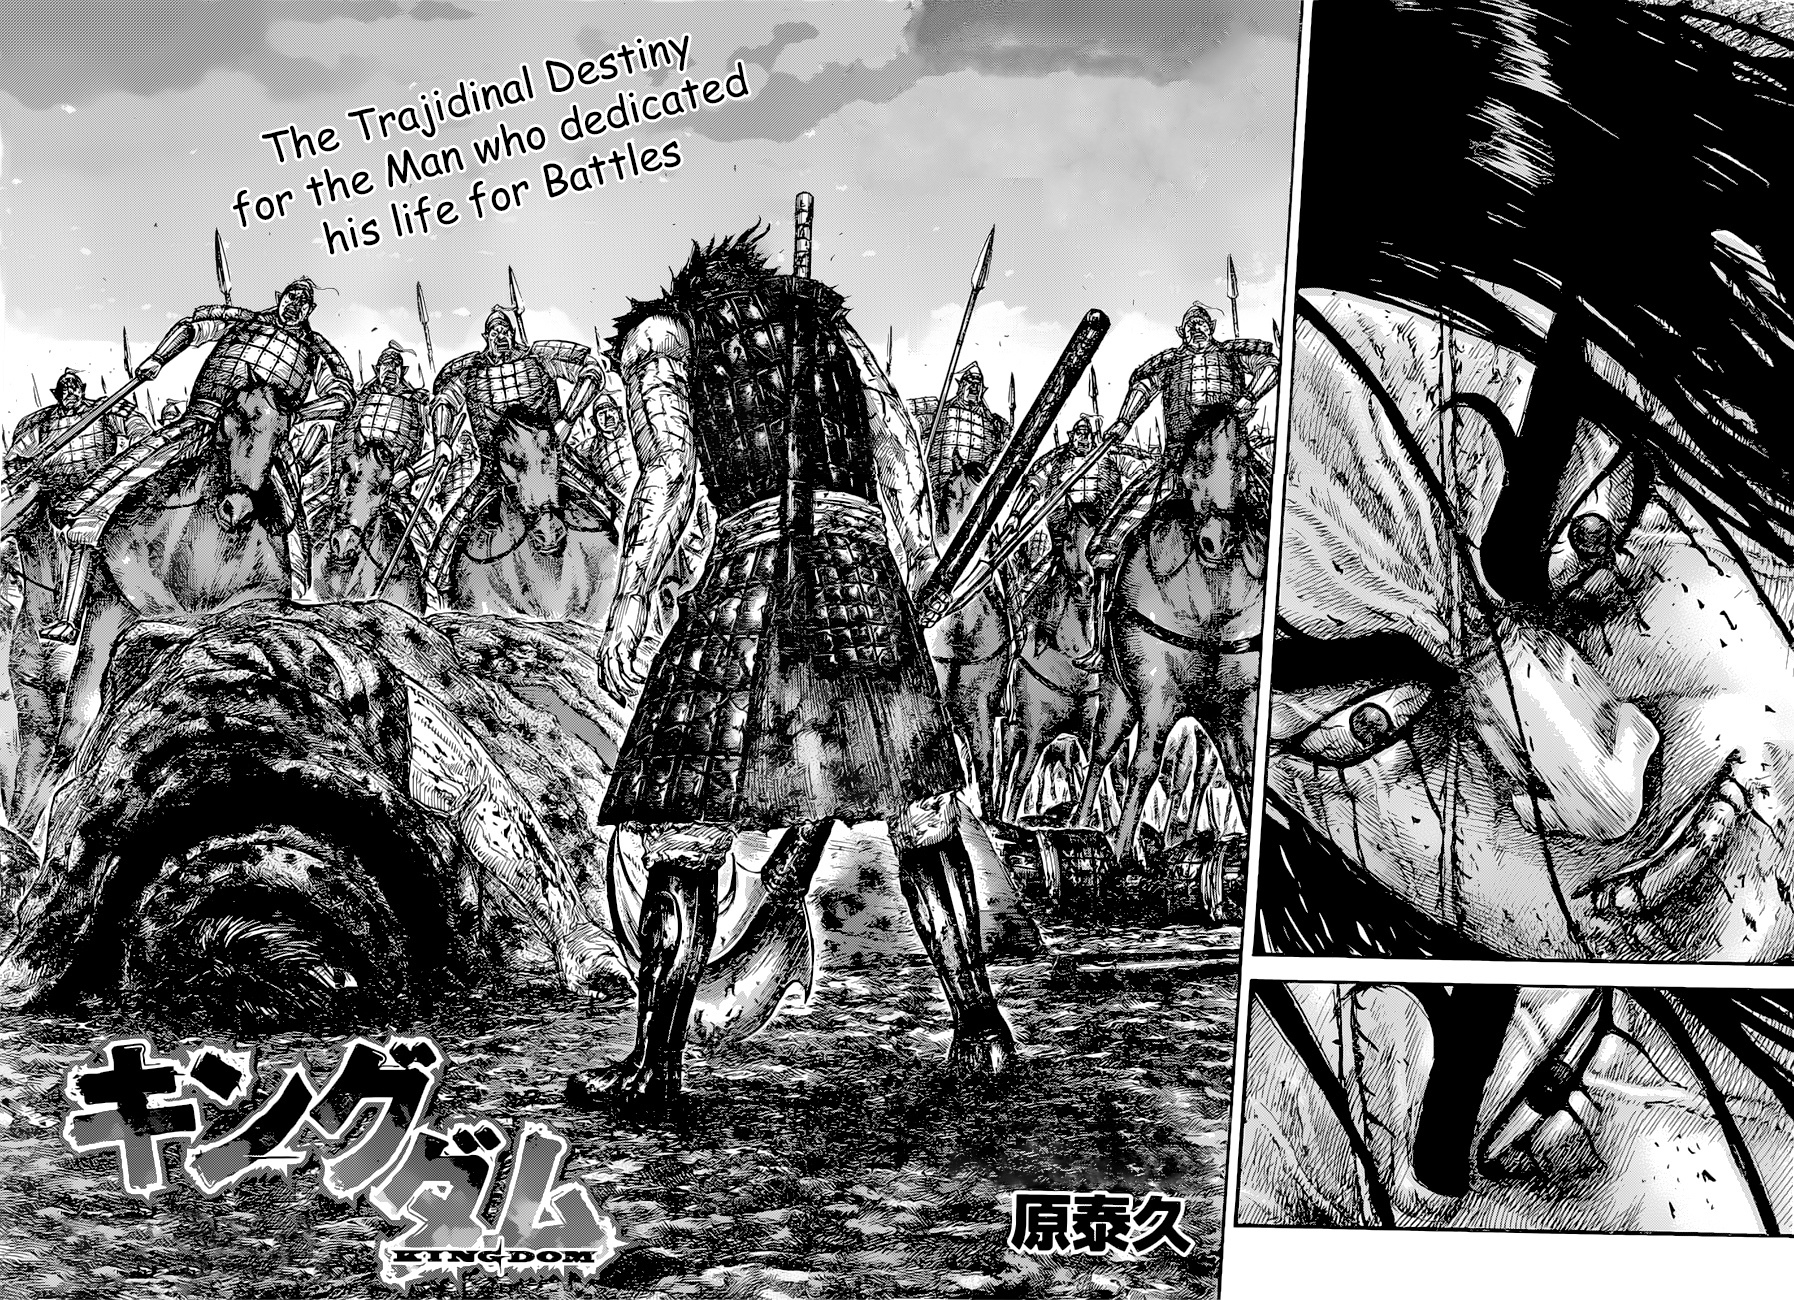 The Trajidinal Destiny
for the Man who dedicated
his life for Battles
キングダム
KINGDOM
原泰久